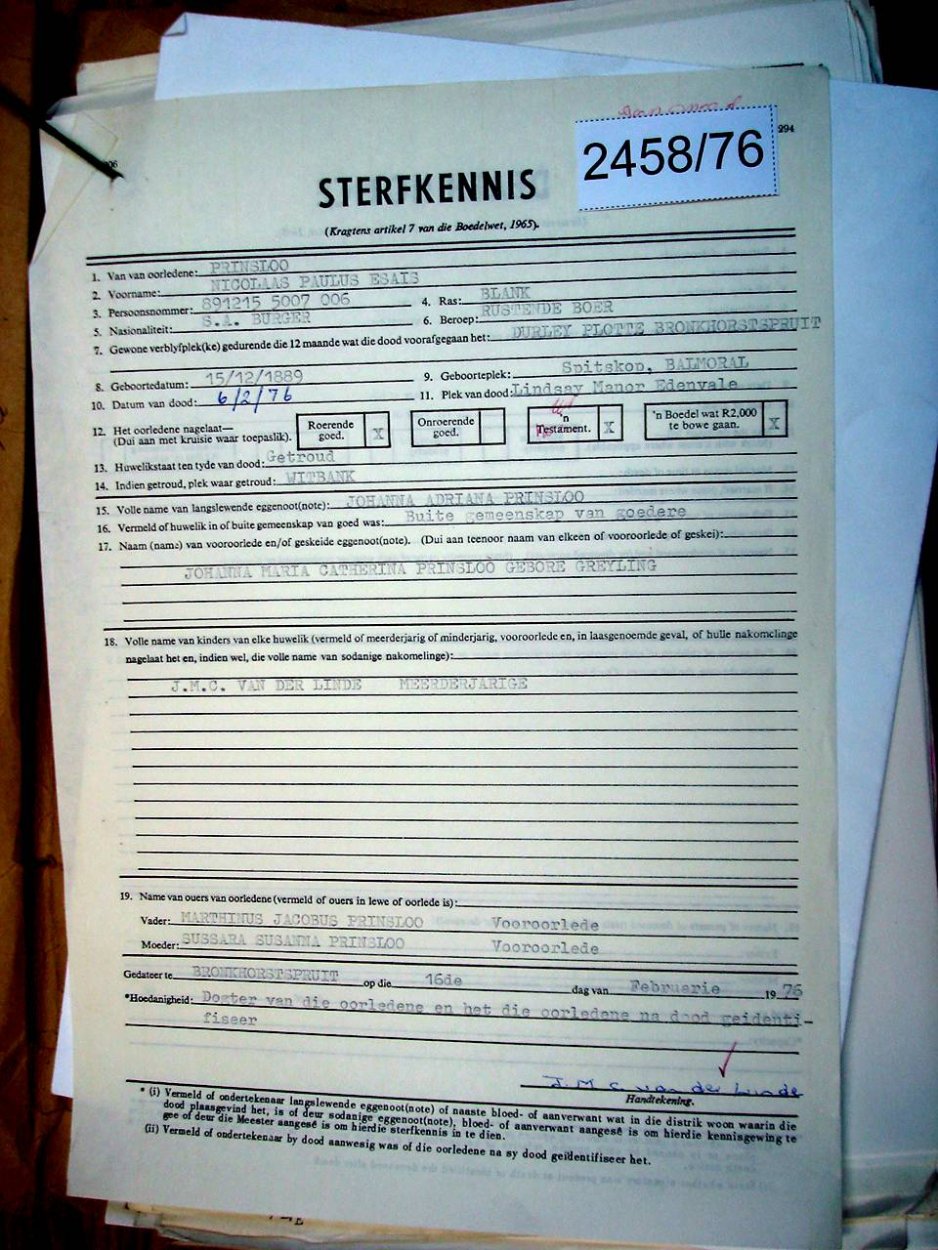 2458/76
294
STERFKENNIS
(Kragtens artikel 7 van die Boedelwet, 1965).
1. Van van oorledene: PRINSLOO
2. Voorname: NICOLAAS PAULUS ESAIS
3. Persoonsnommer: 891215 5007 006 4. Ras: BLANK
5. Nasionaliteit: S.A. BURGER 6. Beroep: RUSTENDE BOER
7. Gewone verblyfplek(ke) gedurende die 12 maande wat die dood voorafgegaan het: DURLEY PLOTTE BRONKHORSTSPRUIT
8. Geboortedatum: 15/12/1889 9. Geboorteplek: Spitskop, BALMORAL
10. Datum van dood: 6/2/76 11. Plek van dood: Lindsay Manor Edenvale
12. Het oorledene nagelaat— (Dui aan met kruisie waar toepaslik). Roerende goed. X Onroerende goed. 'n Testament. X 'n Boedel wat R2,000 te bowe gaan. X
13. Huwelikstaat ten tyde van dood: Getroud
14. Indien getroud, plek waar getroud: WITBANK
15. Volle name van langslewende eggenoot(note): JOHANNA ADRIANA PRINSLOO
16. Vermeld of huwelik in of buite gemeenskap van goed was: Buite gemeenskap van goedere
17. Naam (name) van vooroorlede en/of geskeide eggenoot(note). (Dui aan teenoor naam van elkeen of vooroorlede of geskei):
JOHANNA MARIA CATHERINA PRINSLOO GEBORE GREYLING
18. Volle name van kinders van elke huwelik (vermeld of meerderjarig of minderjarig, vooroorlede en, in laasgenoemde geval, of hulle nakomelinge
nagelaat het en, indien wel, die volle name van sodanige nakomelinge):
J.M.C. VAN DER LINDE MEERDERJARIGE
19. Name van ouers van oorledene (vermeld of ouers in lewe of oorlede is):
Vader: MARTHINUS JACOBUS PRINSLOO Vooroorlede
Moeder: SUSSARA SUSANNA PRINSLOO Vooroorlede
Gedateer te BRONKHORSTSPRUIT op die 16de dag van Februarie 19 76
*Hoedanigheid: Dogter van die oorledene en het die oorledene na dood geidenti-
fiseer
J. M. C. van der Linde
Handtekening.
* (i) Vermeld of ondertekenaar langslewende eggenoot(note) of naaste bloed- of aanverwant wat in die distrik woon waarin die
dood plaasgevind het, is of deur sodanige eggenoot(note), bloed- of aanverwant aangesê is om hierdie kennisgewing te
gee of deur die Meester aangesê is om hierdie sterfkennis in te dien.
(ii) Vermeld of ondertekenaar by dood aanwesig was of die oorledene na sy dood geïdentifiseer het.